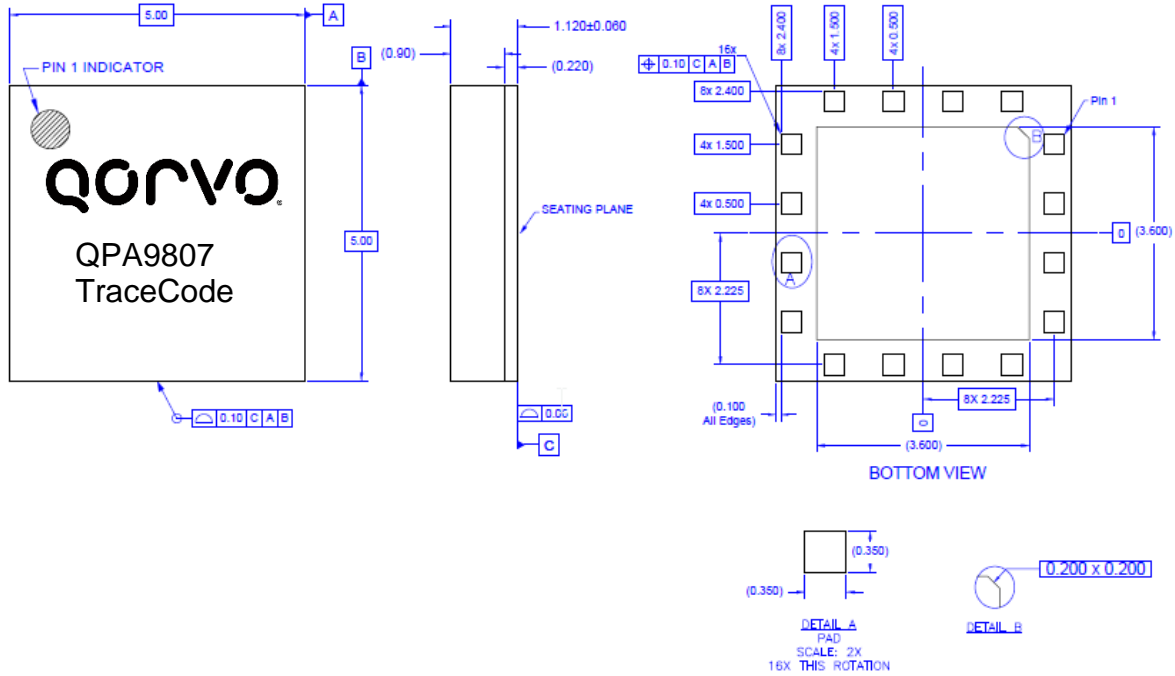 5.00
A
PIN 1 INDICATOR
B
QORVO
QPA9807
TraceCode
5.00
0.10 C A B
1.120±0.060
(0.90)
(0.220)
SEATING PLANE
C
8x 2.400
4x 1.500
4x 0.500
16x
0.10 C A B
8x 2.400
4x 1.500
4x 0.500
8X 2.225
Pin 1
B
A
0
(3.600)
(0.100
All Edges)
8X 2.225
0
(3.600)
BOTTOM VIEW
(0.350)
(0.350)
DETAIL A
PAD
SCALE: 2X
16X THIS ROTATION
0.200 x 0.200
DETAIL B